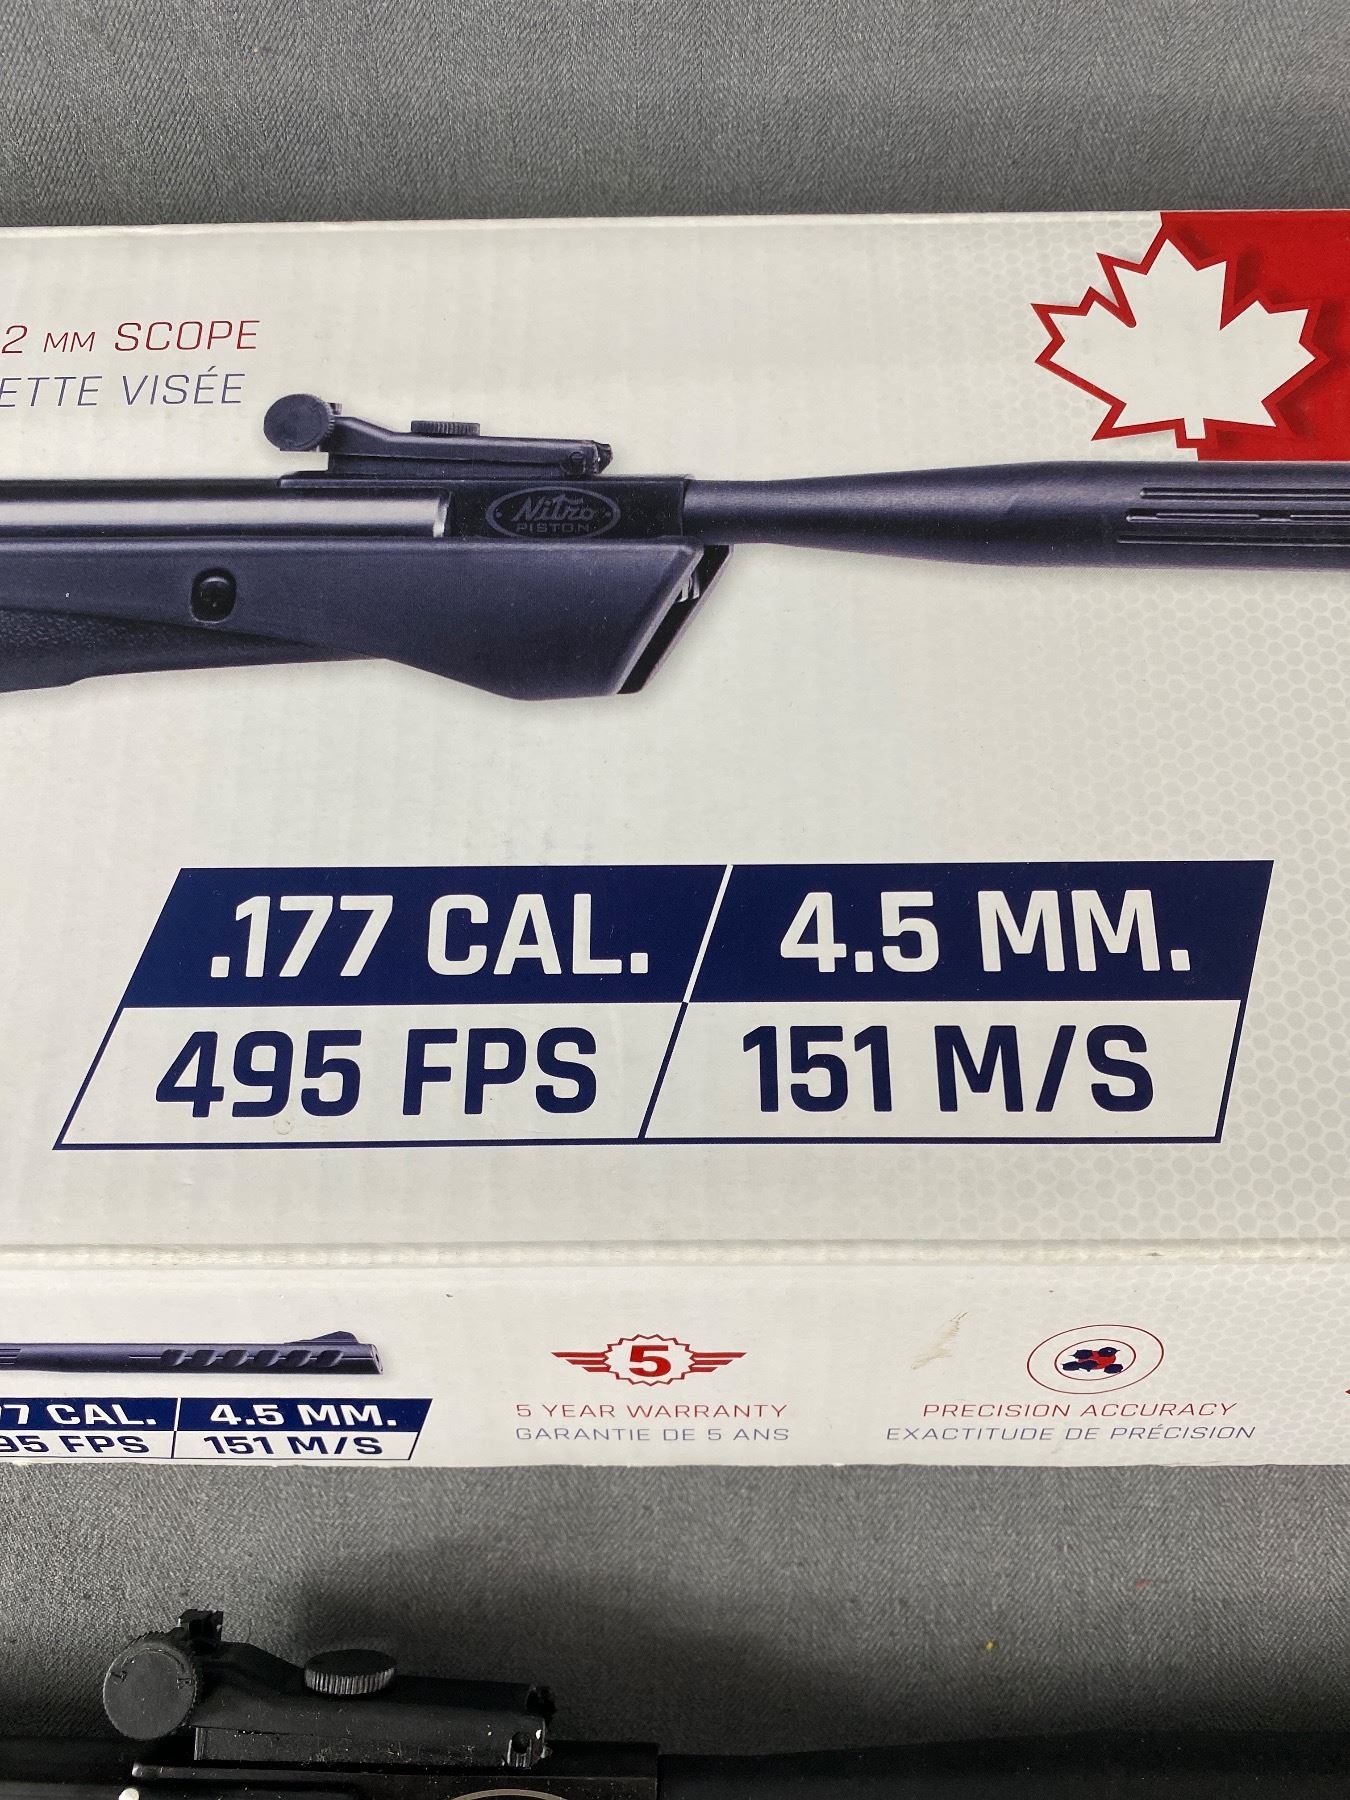 2 MM SCOPE
VISÉE
Nitro
PISTON
.177 CAL. 4.5 MM.
495 FPS 151 M/S
5
77 CAL. 4.5 MM.
95 FPS 151 M/S
5 YEAR WARRANTY
GARANTIE DE 5 ANS
PRECISION ACCURACY
EXACTITUDE DE PRÉCISION